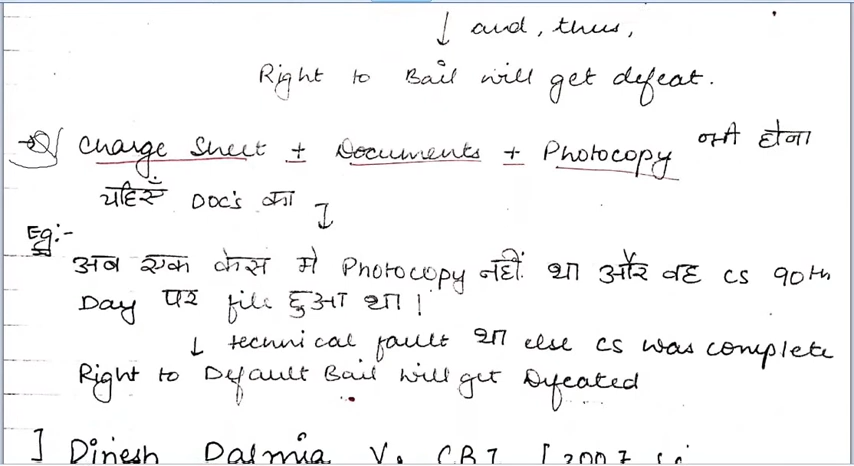 ↓ and, thus,
Right to Bail will get defeat.
→ Charge Sheet + Documents + Photocopy भी होना
चाहिएँ Doc's का ↓
Eg:-
अब एक केस मे Photocopy नहीं था और वह CS 90th
Day पर file हुआ था।
↓ technical fault था else CS was complete
Right to Default Bail will get Defeated
] Dinesh Dalmia V. CBI [2007